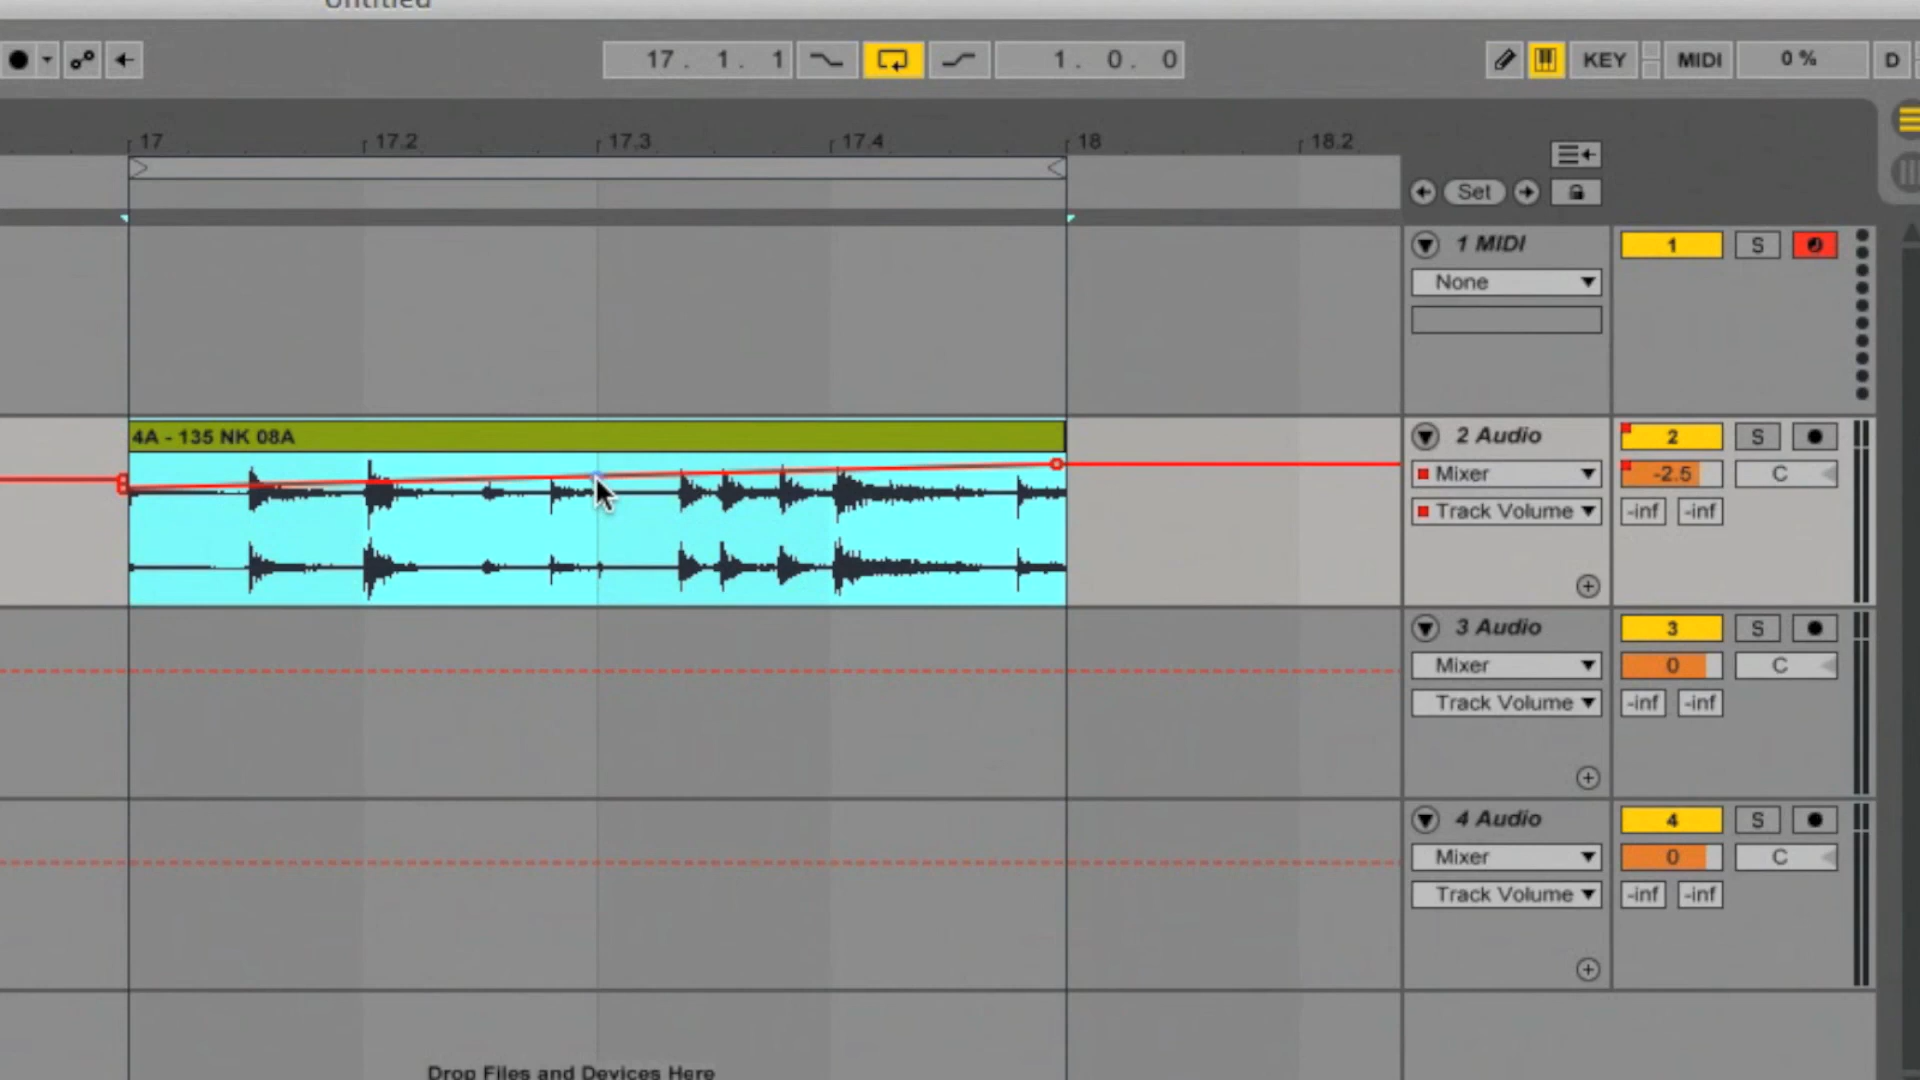 Untitled
17. 1. 1
1. 0. 0
KEY
MIDI
0 %
D
17
17.2
17.3
17.4
18
18.2
Set
1 MIDI
None
1
S
4A - 135 NK 08A
2 Audio
Mixer
Track Volume
2
S
-2.5
C
-inf
-inf
3 Audio
Mixer
Track Volume
3
S
0
C
-inf
-inf
4 Audio
Mixer
Track Volume
4
S
0
C
-inf
-inf
Drop Files and Devices Here